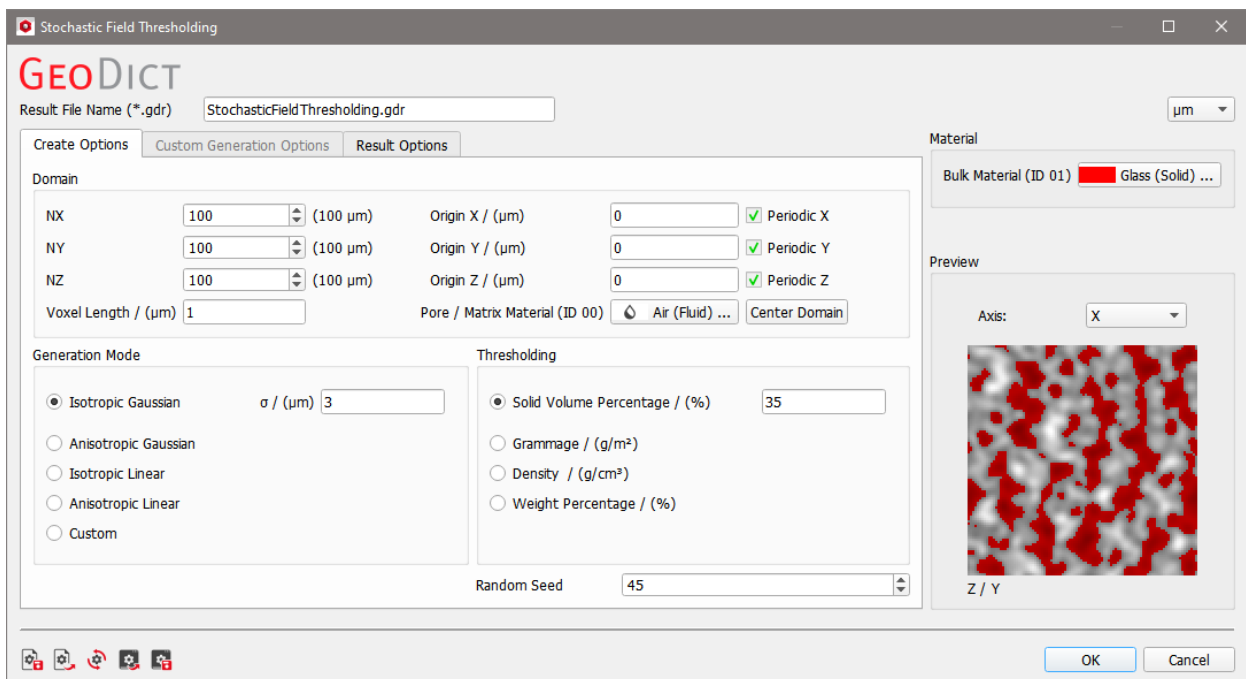 Stochastic Field Thresholding
GEODICT
Result File Name (*.gdr) StochasticFieldThresholding.gdr µm
Create Options Custom Generation Options Result Options
Material
Bulk Material (ID 01) Glass (Solid) ...
Domain
NX 100 (100 µm) Origin X / (µm) 0 Periodic X
NY 100 (100 µm) Origin Y / (µm) 0 Periodic Y
NZ 100 (100 µm) Origin Z / (µm) 0 Periodic Z
Voxel Length / (µm) 1 Pore / Matrix Material (ID 00) Air (Fluid) ... Center Domain
Preview
Axis: X
Generation Mode
Isotropic Gaussian σ / (µm) 3
Anisotropic Gaussian
Isotropic Linear
Anisotropic Linear
Custom
Thresholding
Solid Volume Percentage / (%) 35
Grammage / (g/m²)
Density / (g/cm³)
Weight Percentage / (%)
Random Seed 45
Z / Y
OK Cancel